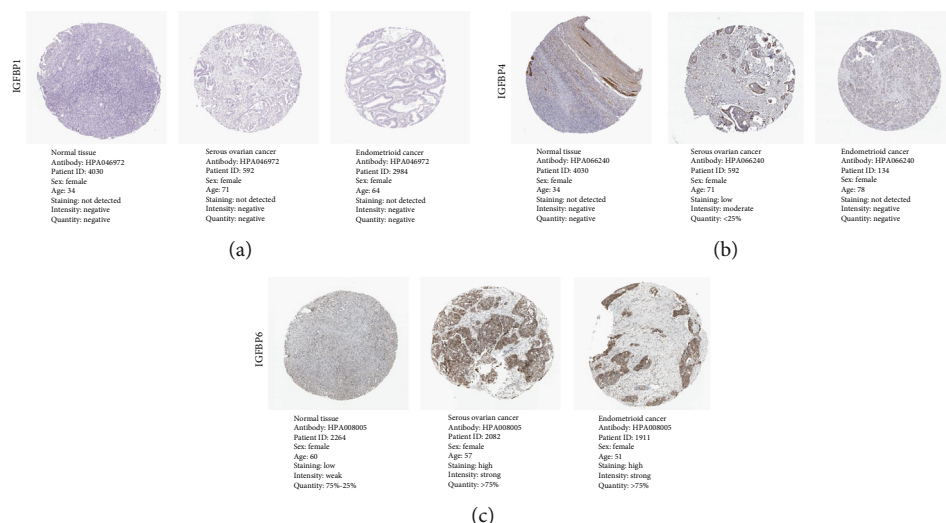 IGFBP1
Normal tissue
Antibody: HPA046972
Patient ID: 4030
Sex: female
Age: 34
Staining: not detected
Intensity: negative
Quantity: negative
Serous ovarian cancer
Antibody: HPA046972
Patient ID: 592
Sex: female
Age: 71
Staining: not detected
Intensity: negative
Quantity: negative
Endometrioid cancer
Antibody: HPA046972
Patient ID: 2984
Sex: female
Age: 64
Staining: not detected
Intensity: negative
Quantity: negative
(a)
IGFBP4
Normal tissue
Antibody: HPA066240
Patient ID: 4030
Sex: female
Age: 34
Staining: not detected
Intensity: negative
Quantity: negative
Serous ovarian cancer
Antibody: HPA066240
Patient ID: 592
Sex: female
Age: 71
Staining: low
Intensity: moderate
Quantity: <25%
Endometrioid cancer
Antibody: HPA066240
Patient ID: 134
Sex: female
Age: 78
Staining: not detected
Intensity: negative
Quantity: negative
(b)
IGFBP6
Normal tissue
Antibody: HPA008005
Patient ID: 2264
Sex: female
Age: 60
Staining: low
Intensity: weak
Quantity: 75%-25%
Serous ovarian cancer
Antibody: HPA008005
Patient ID: 2082
Sex: female
Age: 57
Staining: high
Intensity: strong
Quantity: >75%
Endometrioid cancer
Antibody: HPA008005
Patient ID: 1911
Sex: female
Age: 51
Staining: high
Intensity: strong
Quantity: >75%
(c)